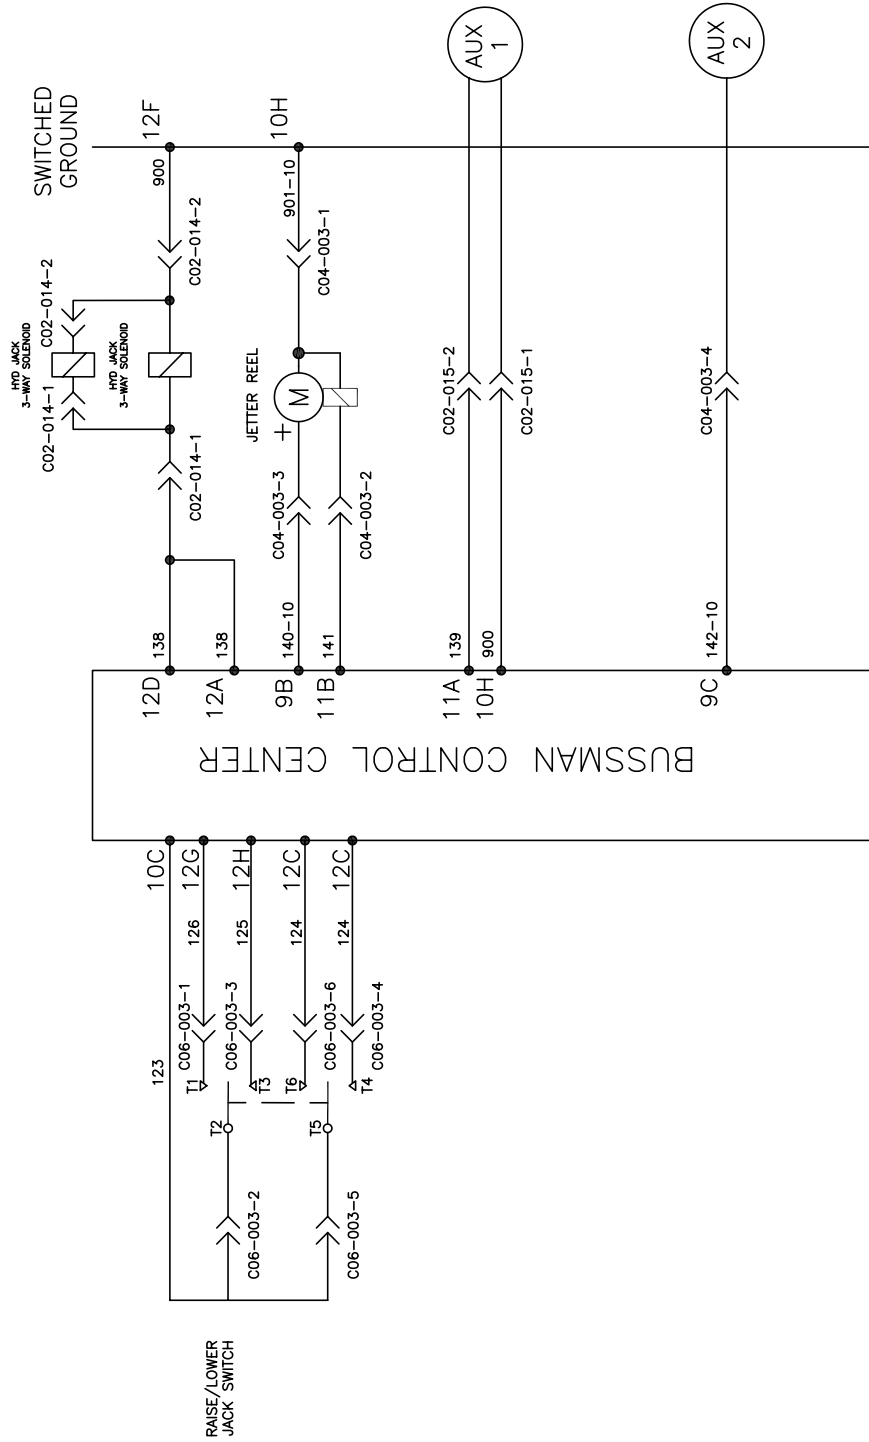 SWITCHED
GROUND
12F
10H
AUX
1
AUX
2
900
C02-014-2
C02-014-2
HYD JACK
3-WAY SOLENOID
HYD JACK
3-WAY SOLENOID
C02-014-1
C02-014-1
901-10
C04-003-1
JETTER REEL
M
+
C04-003-3
C04-003-2
C02-015-2
C02-015-1
C04-003-4
138
138
140-10
141
139
900
142-10
12D
12A
9B
11B
11A
10H
9C
BUSSMAN CONTROL CENTER
10C
12G
12H
12C
12C
123
126
125
124
124
C06-003-1
C06-003-3
C06-003-6
C06-003-4
T1
T3
T6
T4
T2
T5
C06-003-2
C06-003-5
RAISE/LOWER
JACK SWITCH